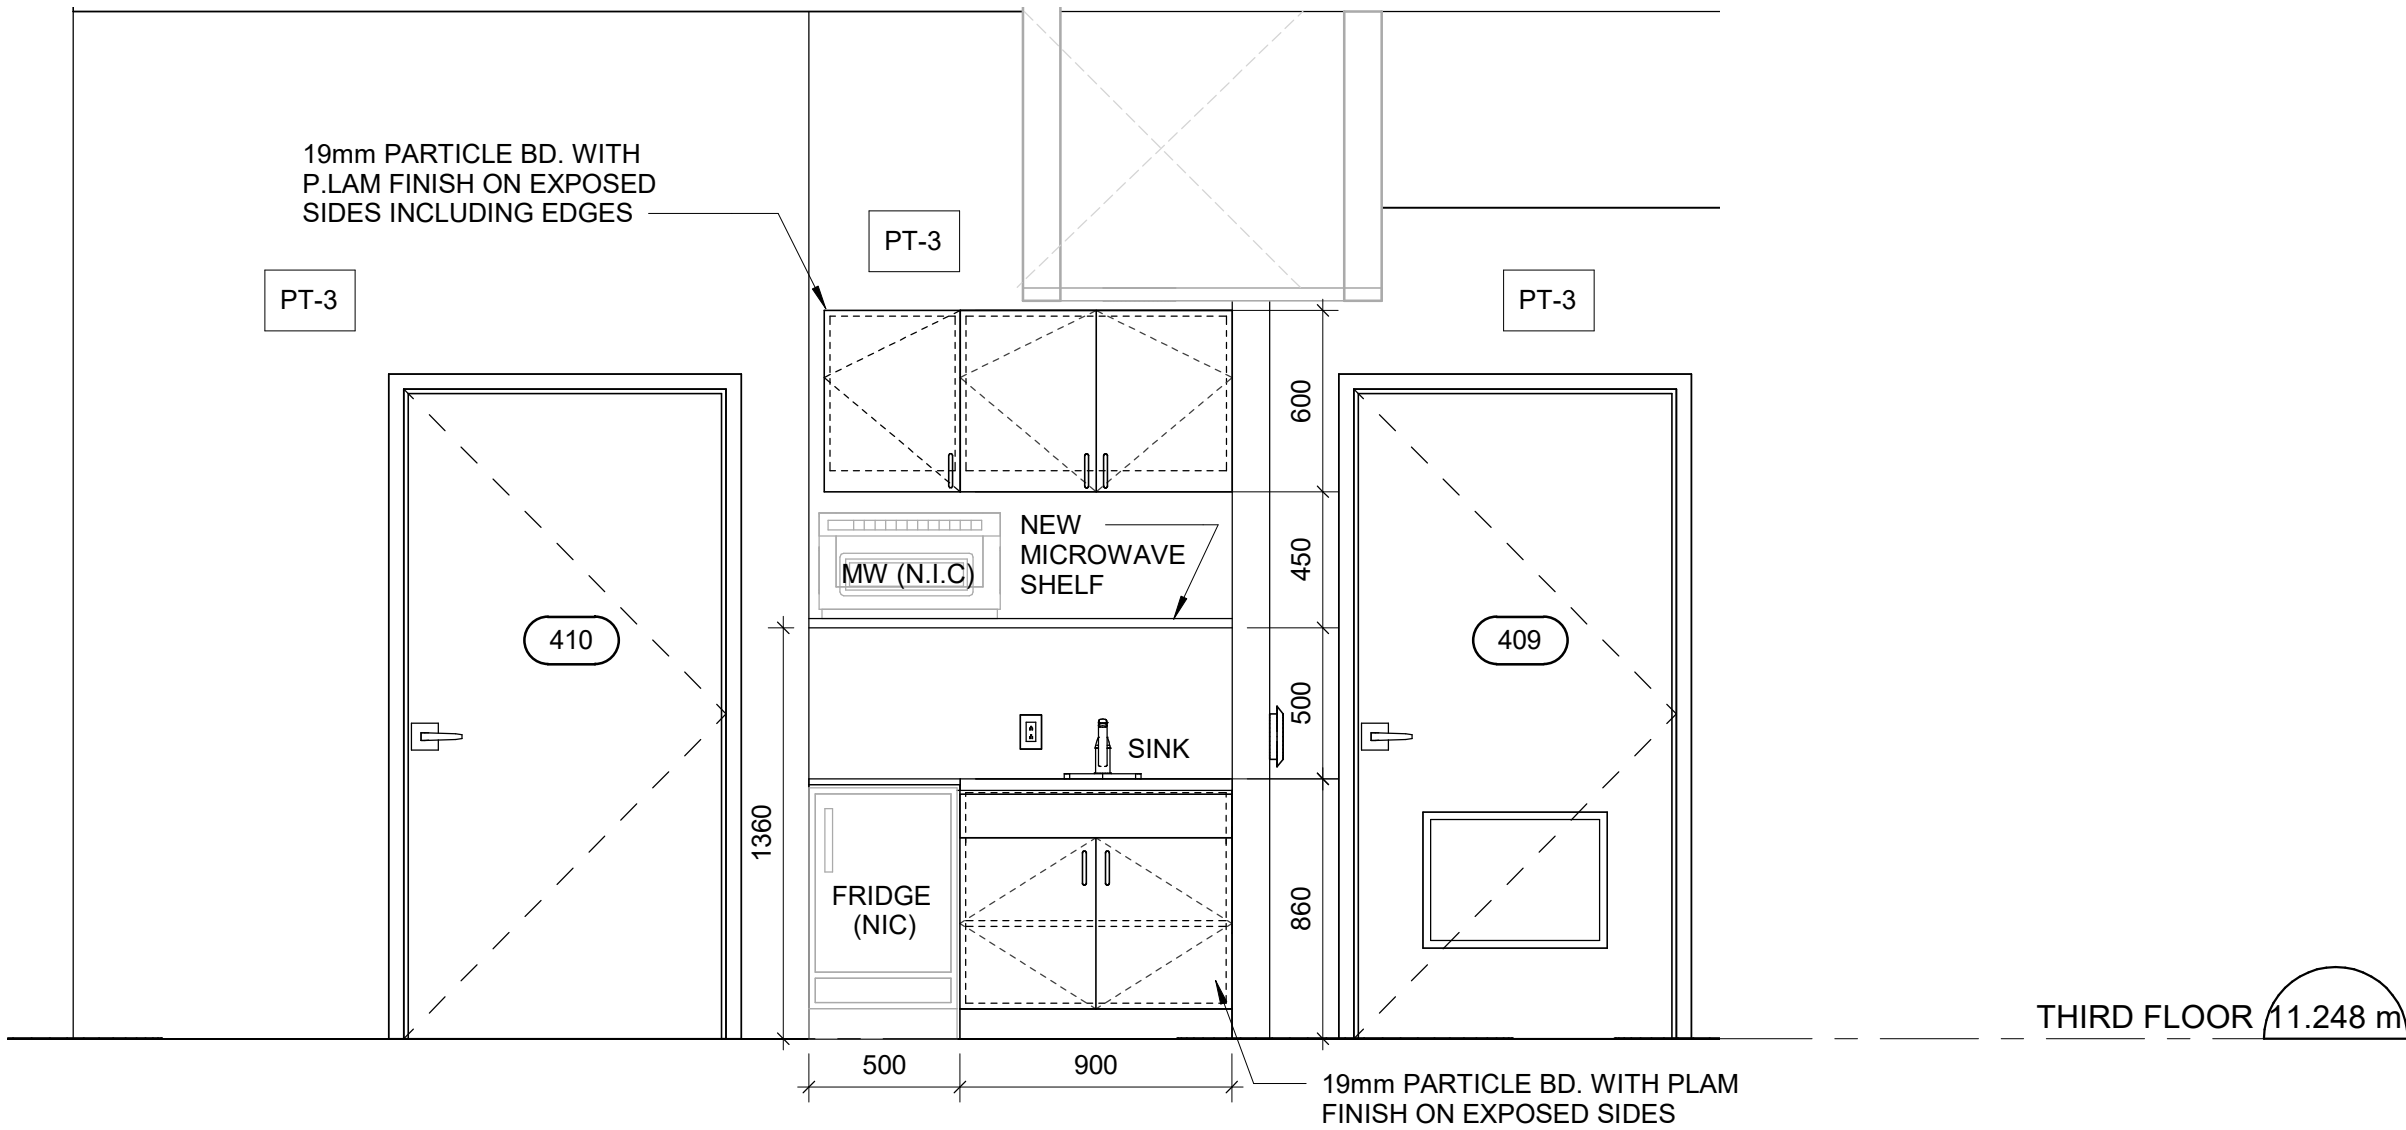 19mm PARTICLE BD. WITH
P.LAM FINISH ON EXPOSED
SIDES INCLUDING EDGES
PT-3
PT-3
PT-3
600
NEW
MICROWAVE
SHELF
MW (N.I.C)
450
410
409
500
SINK
1360
FRIDGE
(NIC)
860
THIRD FLOOR 11.248 m
500
900
19mm PARTICLE BD. WITH PLAM
FINISH ON EXPOSED SIDES